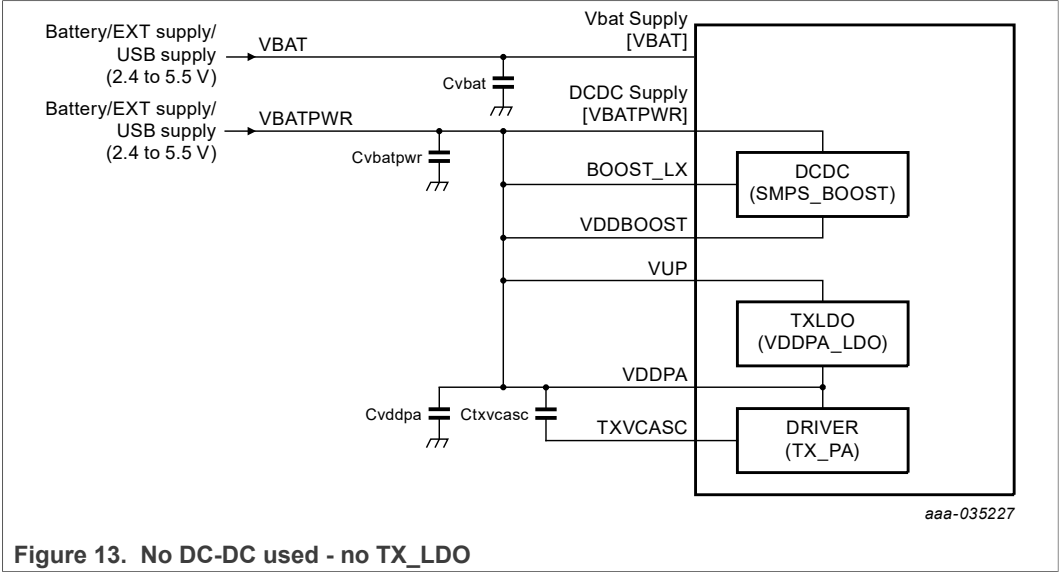 Battery/EXT supply/
USB supply
(2.4 to 5.5 V)
VBAT
Vbat Supply
[VBAT]
Cvbat
Battery/EXT supply/
USB supply
(2.4 to 5.5 V)
VBATPWR
DCDC Supply
[VBATPWR]
Cvbatpwr
BOOST_LX
DCDC
(SMPS_BOOST)
VDDBOOST
VUP
TXLDO
(VDDPA_LDO)
VDDPA
Cvddpa
Ctxvcasc
TXVCASC
DRIVER
(TX_PA)
aaa-035227
Figure 13. No DC-DC used - no TX_LDO